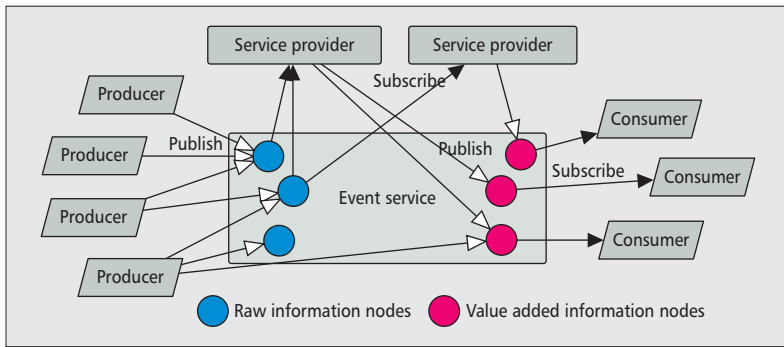 Service provider
Service provider
Subscribe
Producer
Consumer
Publish
Publish
Producer
Subscribe
Consumer
Event service
Producer
Consumer
Producer
Raw information nodes
Value added information nodes